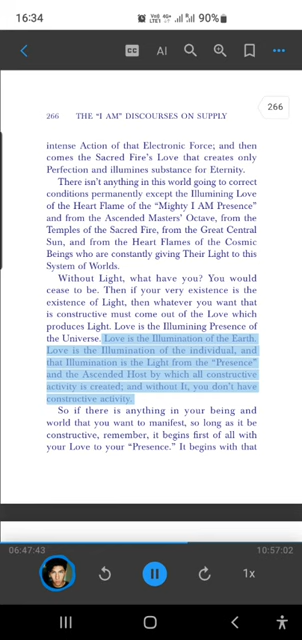 16:34
Vo)) 4G+
LTE1
90%
CC
AI
266
266 THE “I AM” DISCOURSES ON SUPPLY
intense Action of that Electronic Force; and then
comes the Sacred Fire’s Love that creates only
Perfection and illumines substance for Eternity.
There isn’t anything in this world going to correct
conditions permanently except the Illumining Love
of the Heart Flame of the “Mighty I AM Presence”
and from the Ascended Masters’ Octave, from the
Temples of the Sacred Fire, from the Great Central
Sun, and from the Heart Flames of the Cosmic
Beings who are constantly giving Their Light to this
System of Worlds.
Without Light, what have you? You would
cease to be. Then if your very existence is the
existence of Light, then whatever you want that
is constructive must come out of the Love which
produces Light. Love is the Illumining Presence of
the Universe. Love is the Illumination of the Earth.
Love is the Illumination of the individual, and
that Illumination is the Light from the “Presence”
and the Ascended Host by which all constructive
activity is created; and without It, you don’t have
constructive activity.
So if there is anything in your being and
world that you want to manifest, so long as it be
constructive, remember, it begins first of all with
your Love to your “Presence.” It begins with that
06:47:43
10:57:02
1x